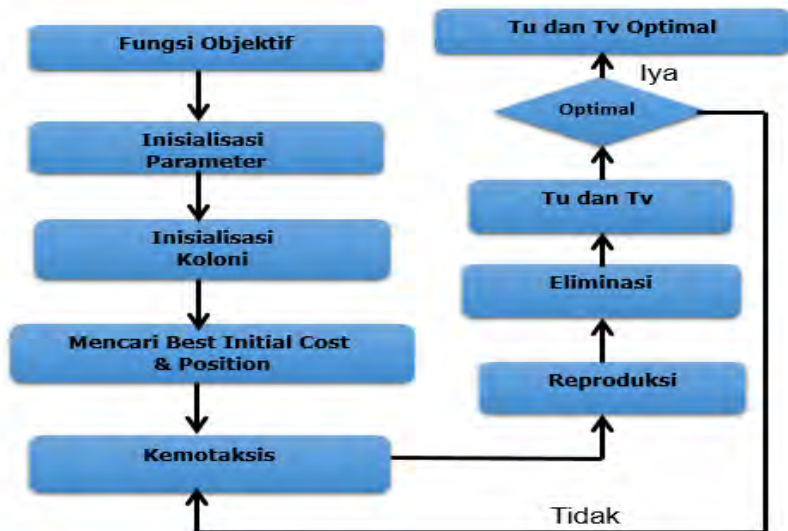 Fungsi Objektif
Inisialisasi
Parameter
Inisialisasi
Koloni
Mencari Best Initial Cost
& Position
Kemotaksis
Reproduksi
Eliminasi
Tu dan Tv
Optimal
Iya
Tu dan Tv Optimal
Tidak